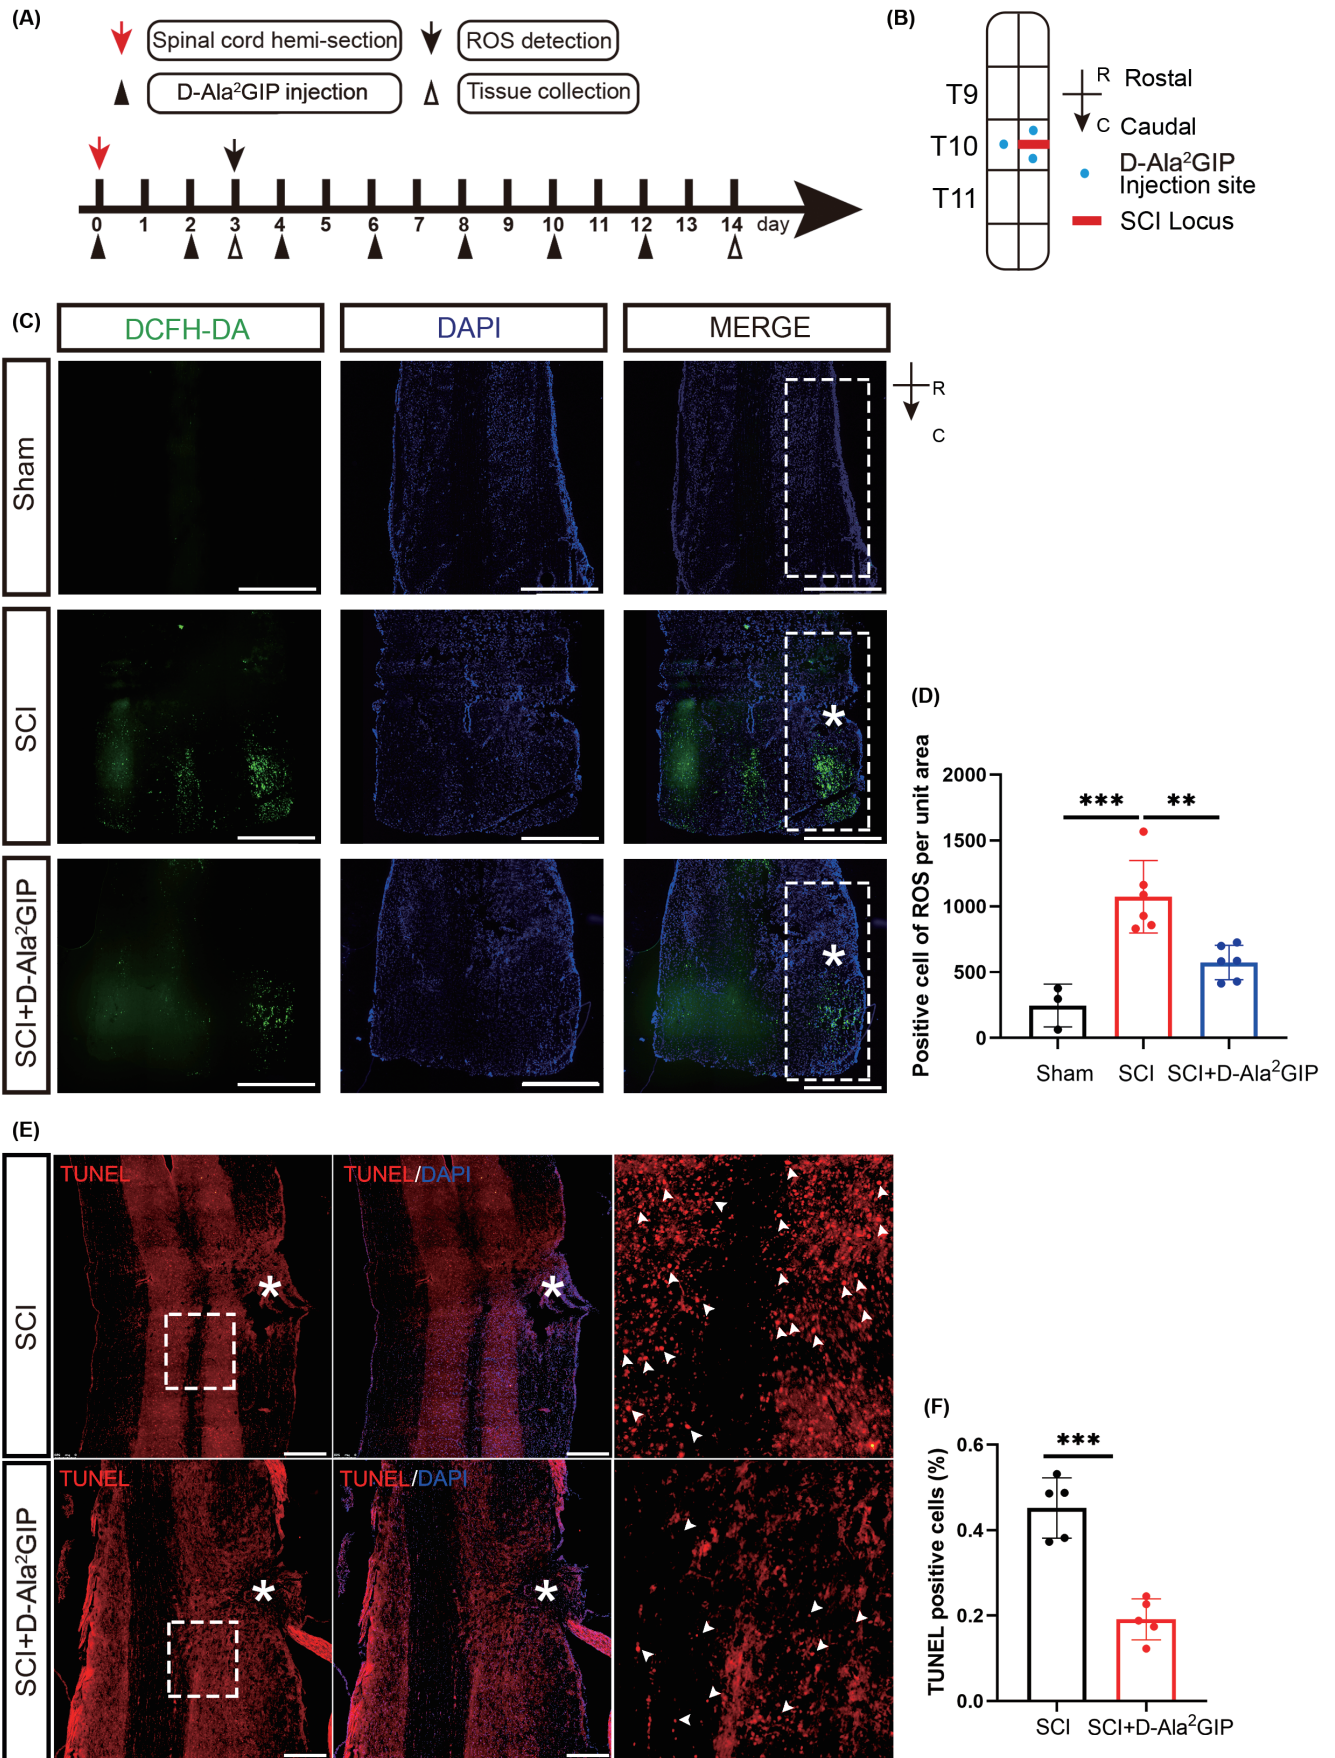 (A)
Spinal cord hemi-section
ROS detection
D-Ala²GIP injection
Tissue collection
0 1 2 3 4 5 6 7 8 9 10 11 12 13 14 day
(B)
T9
T10
T11
R Rostal
C Caudal
D-Ala²GIP
Injection site
SCI Locus
(C)
DCFH-DA
DAPI
MERGE
Sham
SCI
SCI+D-Ala²GIP
R
C
*
*
(D)
Positive cell of ROS per unit area
2000
1500
1000
500
0
*** **
Sham SCI SCI+D-Ala²GIP
(E)
SCI
TUNEL
TUNEL/DAPI
*
*
SCI+D-Ala²GIP
TUNEL
TUNEL/DAPI
*
*
(F)
TUNEL positive cells (%)
0.6
0.4
0.2
0.0
***
SCI SCI+D-Ala²GIP